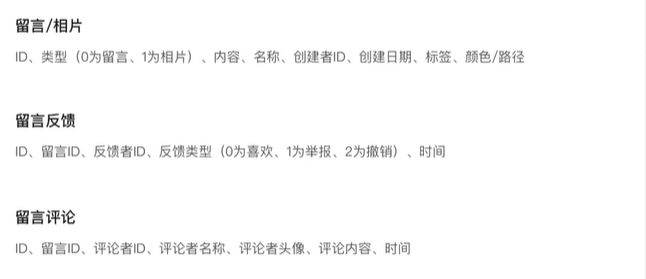 留言/相片
ID、类型（0为留言、1为相片）、内容、名称、创建者ID、创建日期、标签、颜色/路径
留言反馈
ID、留言ID、反馈者ID、反馈类型（0为喜欢、1为举报、2为撤销）、时间
留言评论
ID、留言ID、评论者ID、评论者名称、评论者头像、评论内容、时间